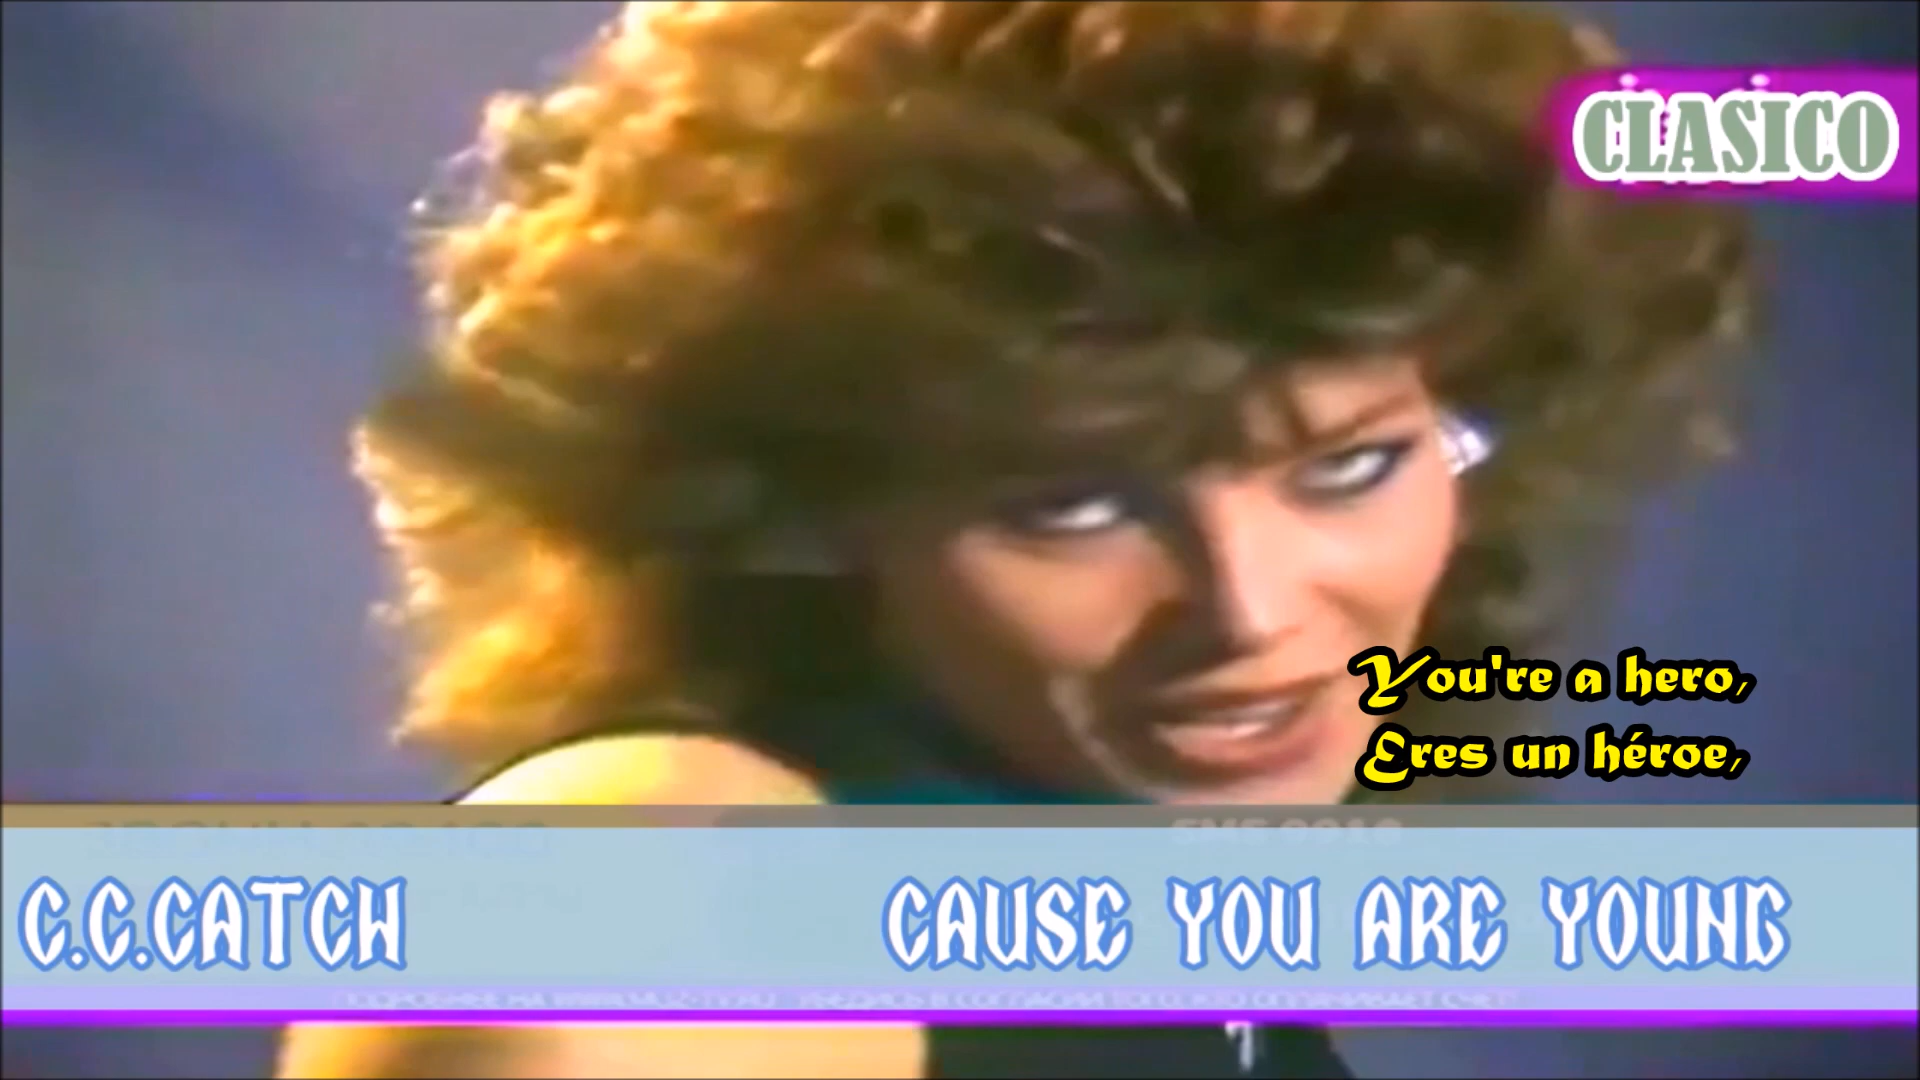 CLASICO
You're a hero,
Eres un héroe,
C.C.CATCH
CAUSE YOU ARE YOUNG